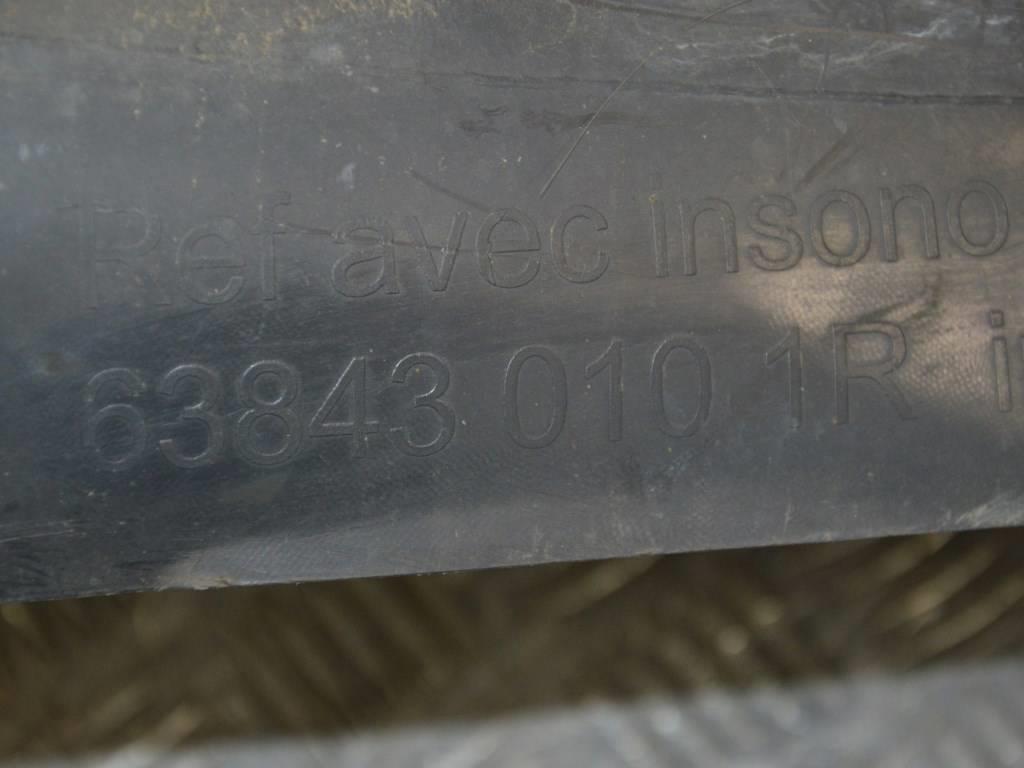 Ref avec insono
63843 010 1R